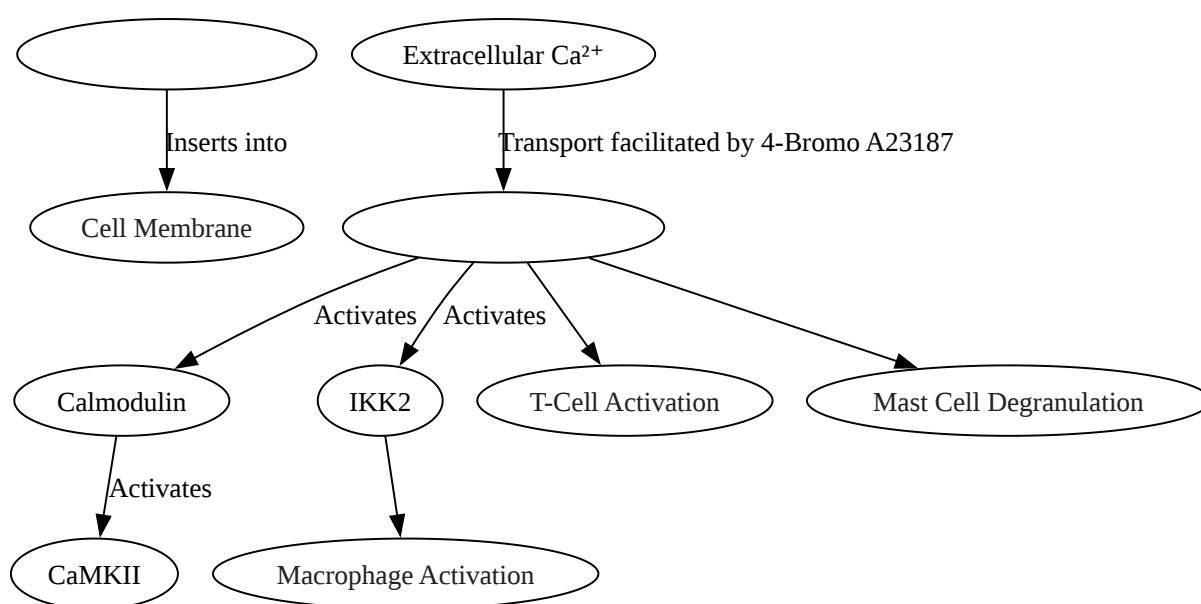 Extracellular Ca²⁺
Inserts into
Transport facilitated by 4-Bromo A23187
Cell Membrane
Activates
Activates
Calmodulin
IKK2
T-Cell Activation
Mast Cell Degranulation
Activates
CaMKII
Macrophage Activation